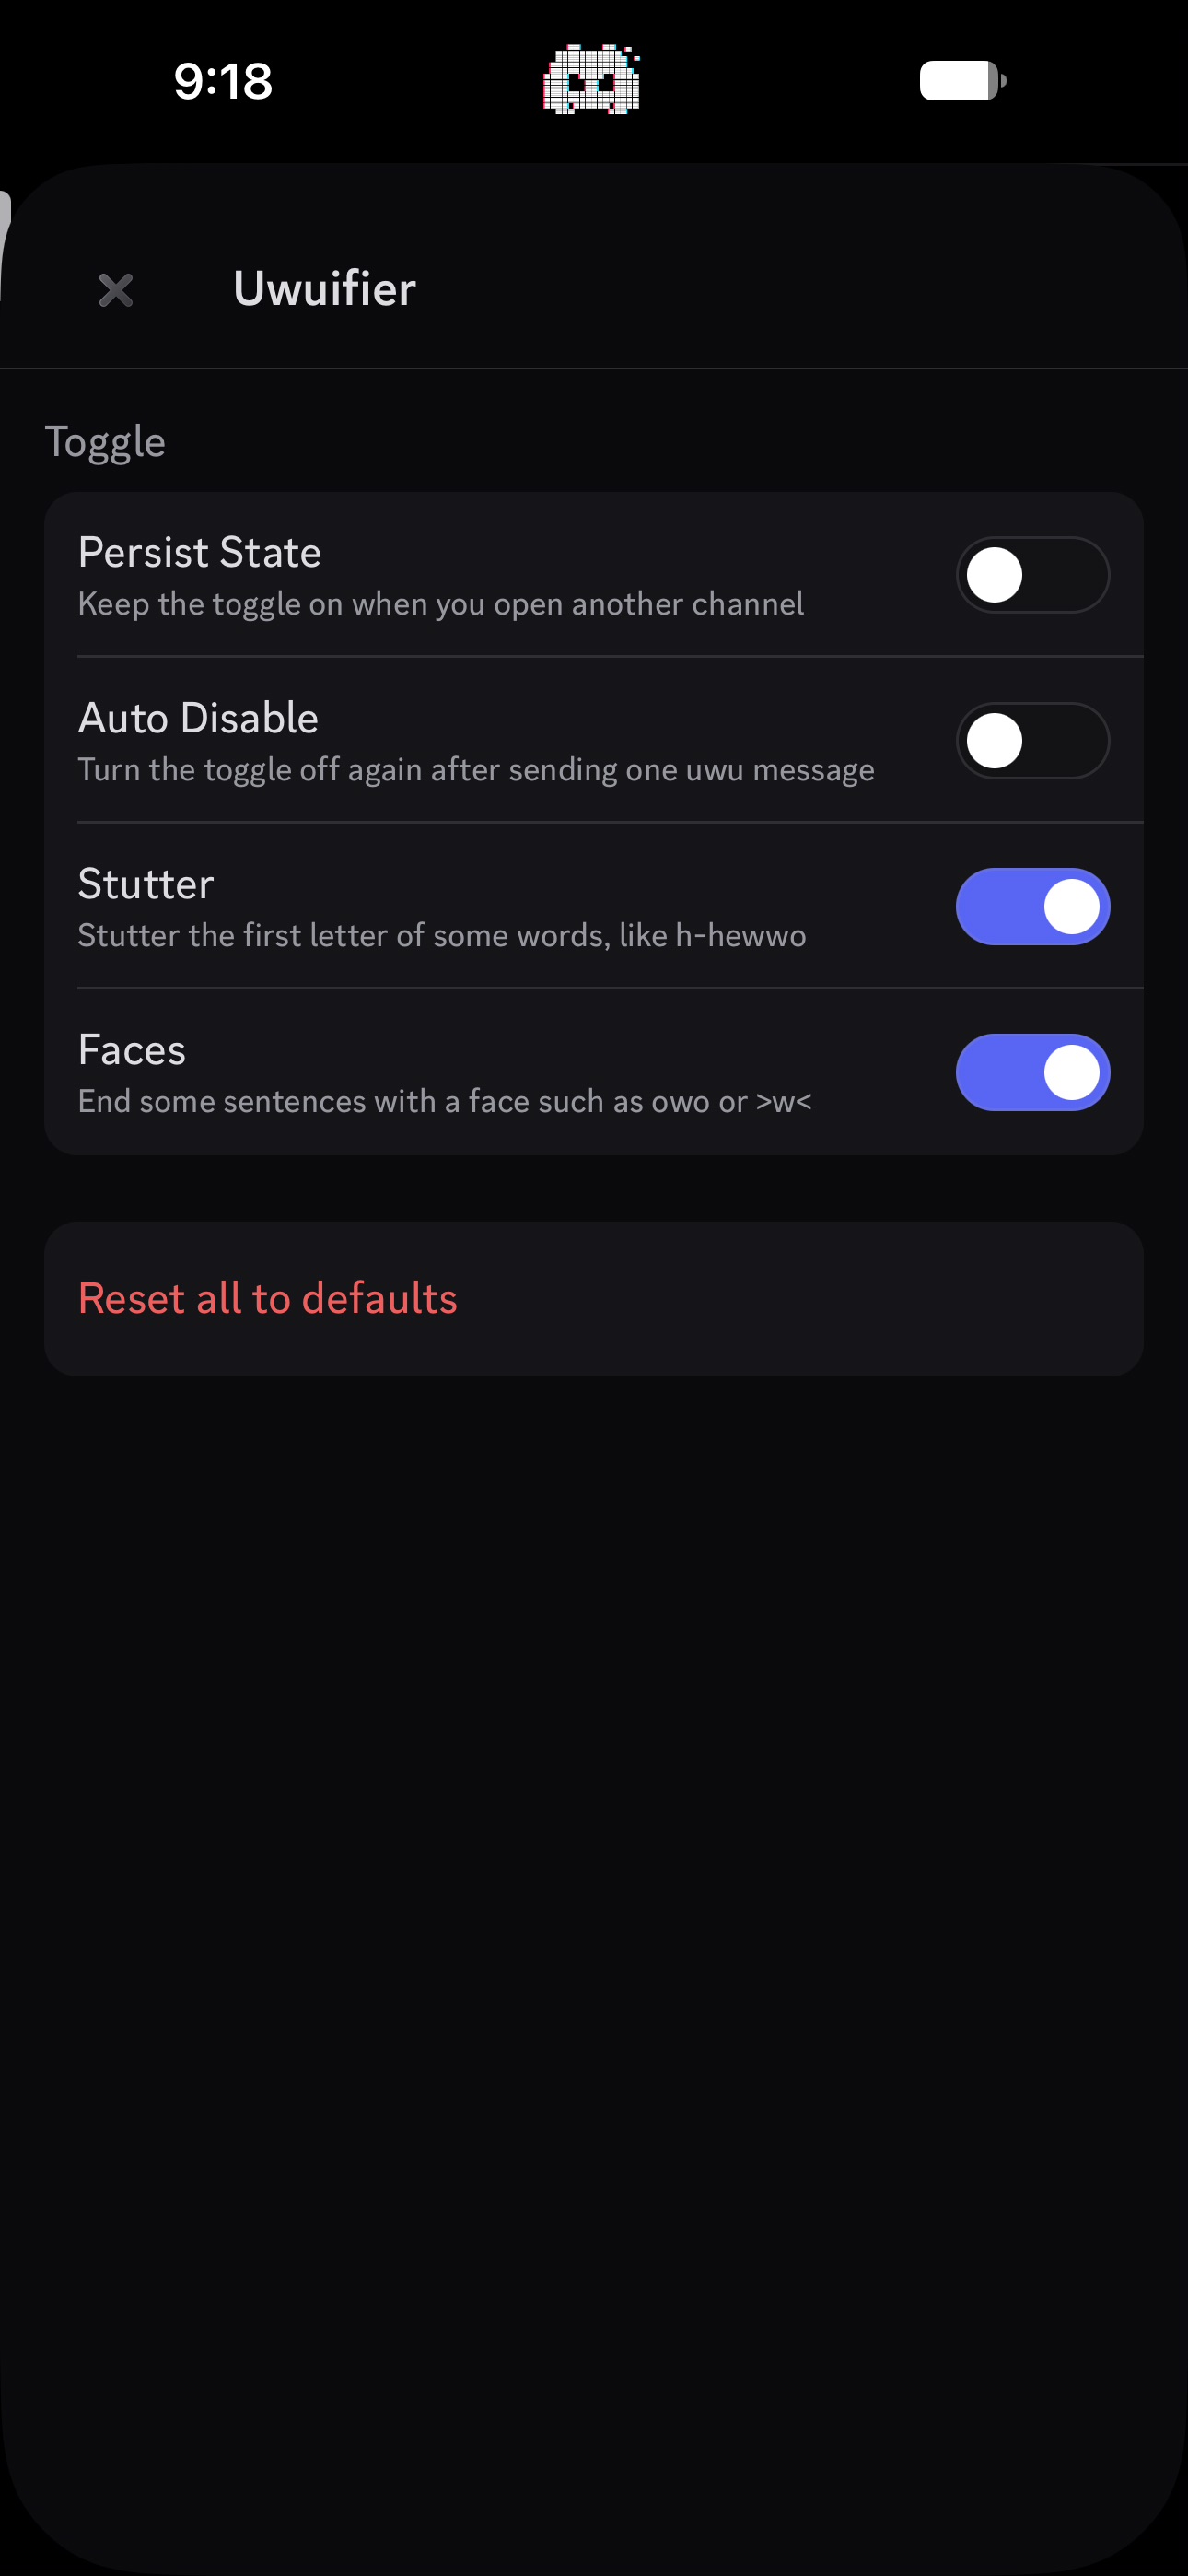 9:18
Uwuifier
Toggle
Persist State
Keep the toggle on when you open another channel
Auto Disable
Turn the toggle off again after sending one uwu message
Stutter
Stutter the first letter of some words, like h-hewwo
Faces
End some sentences with a face such as owo or >w<
Reset all to defaults